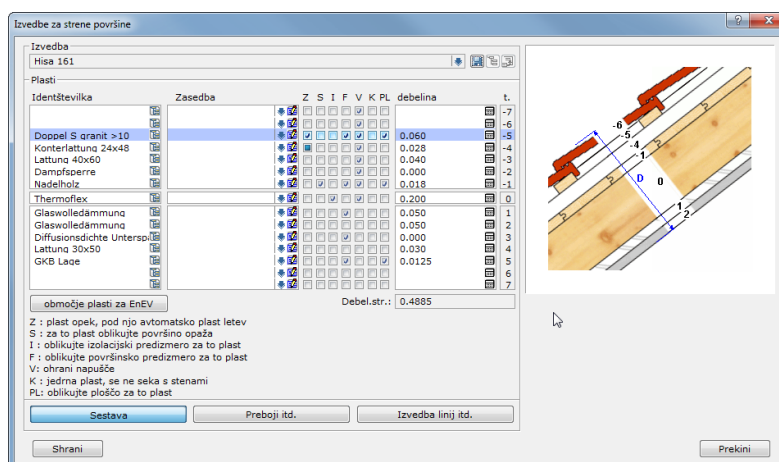 Izvedbe za strene površine
Izvedba
Hisa 161
Plasti
Identštevilka Zasedba Z S I F V K PL debelina t.
-7
-6
Doppel S granit >10 0.060 -5
Konterlattung 24x48 0.028 -4
Lattung 40x60 0.040 -3
Dampfsperre 0.000 -2
Nadelholz 0.018 -1
Thermoflex 0.200 0
Glaswolledämmung 0.050 1
Glaswolledämmung 0.050 2
Diffusionsdichte Untersp 0.000 3
Lattung 30x50 0.030 4
GKB Lage 0.0125 5
6
7
območje plasti za EnEV Debel.str.: 0.4885
Z : plast opek, pod njo avtomatsko plast letev
S : za to plast oblikujte površino opaža
I : oblikujte izolacijski predizmero za to plast
F : oblikujte površinsko predizmero za to plast
V: ohrani napušče
K : jedrna plast, se ne seka s stenami
PL: oblikujte ploščo za to plast
Sestava Preboji itd. Izvedba linij itd.
Shrani Prekini
-6
-5
-4
-1
D 0
1
2